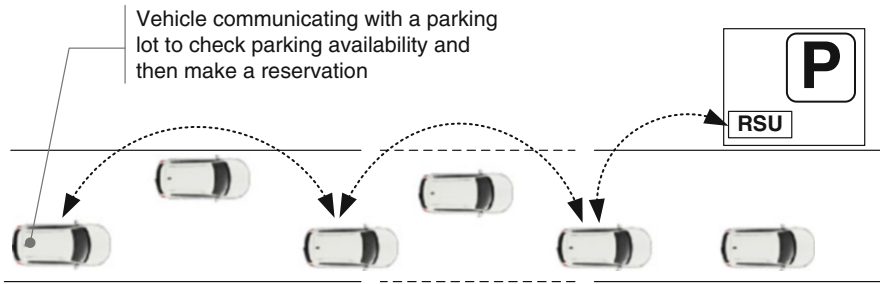 Vehicle communicating with a parking
lot to check parking availability and
then make a reservation
P
RSU